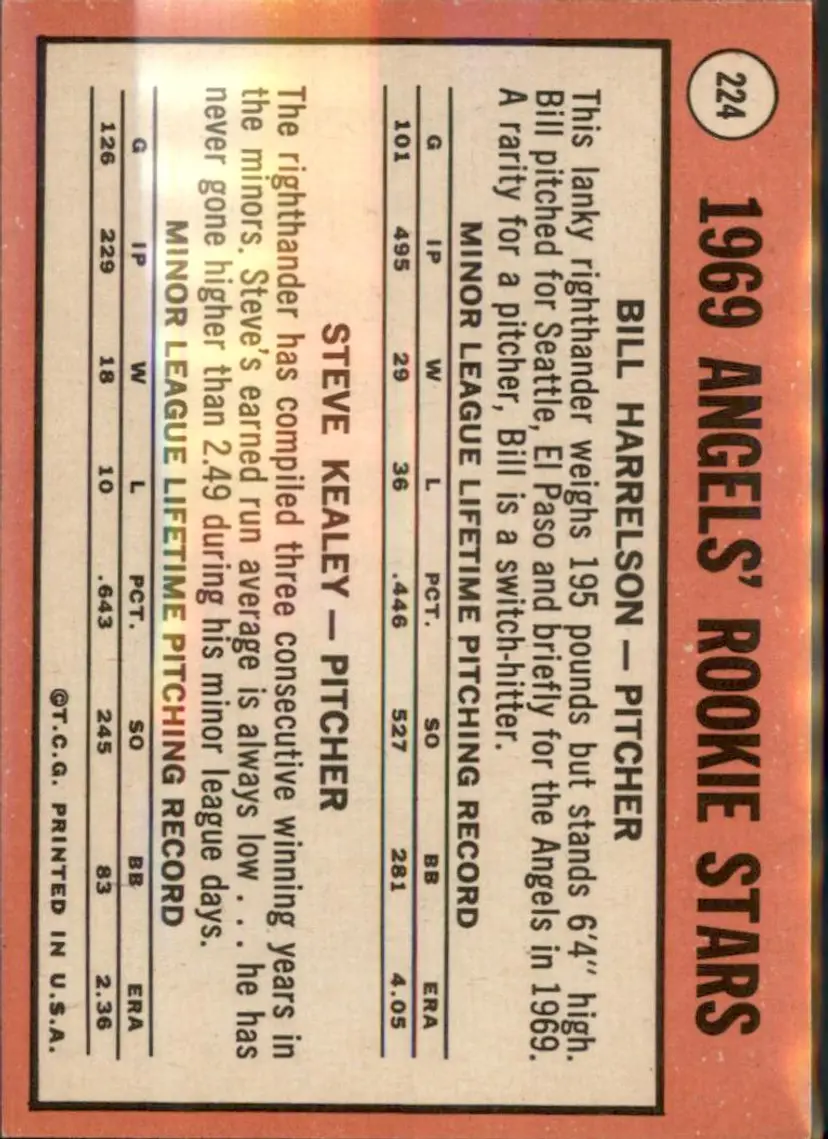 224
1969 ANGELS' ROOKIE STARS
BILL HARRELSON — PITCHER
This lanky righthander weighs 195 pounds but stands 6'4" high.
Bill pitched for Seattle, El Paso and briefly for the Angels in 1969.
A rarity for a pitcher, Bill is a switch-hitter.
MINOR LEAGUE LIFETIME PITCHING RECORD
G IP W L PCT. SO BB ERA
101 495 29 36 .446 527 281 4.05
STEVE KEALEY — PITCHER
The righthander has compiled three consecutive winning years in
the minors. Steve's earned run average is always low . . . he has
never gone higher than 2.49 during his minor league days.
MINOR LEAGUE LIFETIME PITCHING RECORD
G IP W L PCT. SO BB ERA
126 229 18 10 .643 245 83 2.36
©T.C.G. PRINTED IN U.S.A.